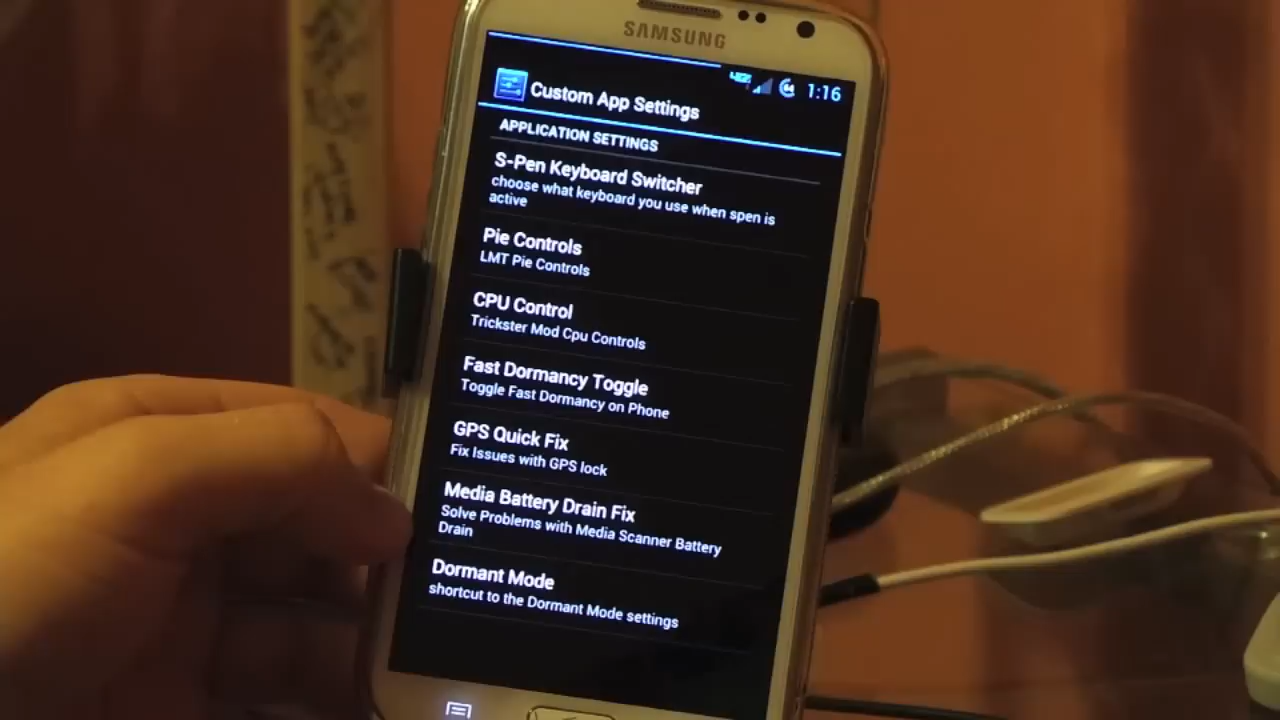 SAMSUNG
4G 1:16
Custom App Settings
APPLICATION SETTINGS
S-Pen Keyboard Switcher
choose what keyboard you use when spen is
active
Pie Controls
LMT Pie Controls
CPU Control
Trickster Mod Cpu Controls
Fast Dormancy Toggle
Toggle Fast Dormancy on Phone
GPS Quick Fix
Fix Issues with GPS lock
Media Battery Drain Fix
Solve Problems with Media Scanner Battery
Drain
Dormant Mode
shortcut to the Dormant Mode settings